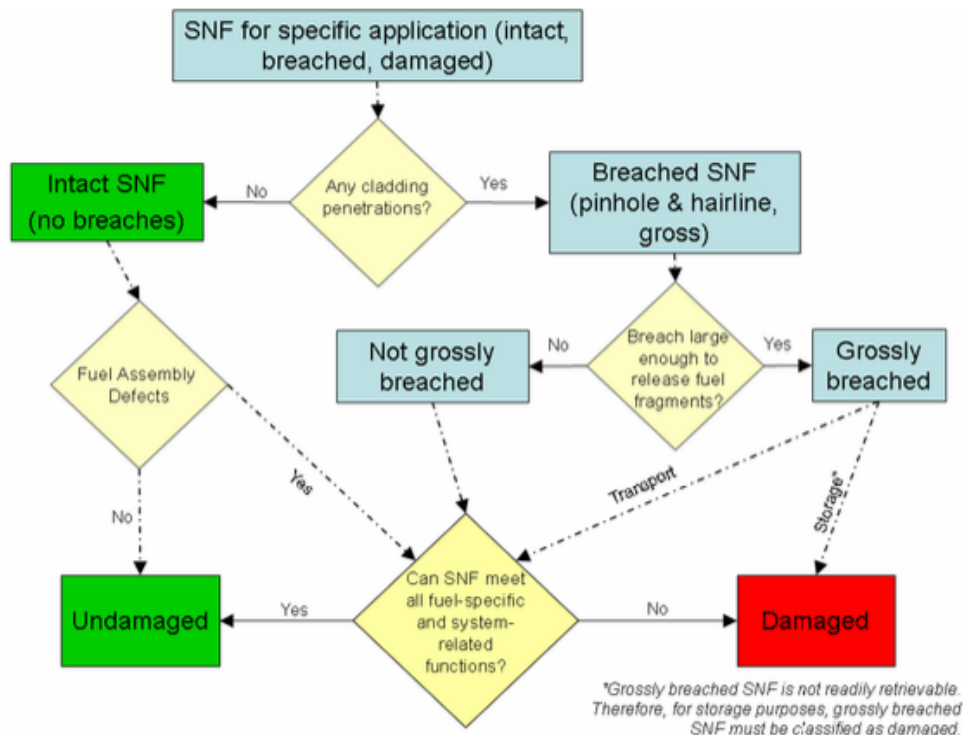 SNF for specific application (intact,
breached, damaged)
Any cladding
penetrations?
No
Yes
Intact SNF
(no breaches)
Breached SNF
(pinhole & hairline,
gross)
Fuel Assembly
Defects
Not grossly
breached
No
Breach large
enough to
release fuel
fragments?
Yes
Grossly
breached
No
Yes
Transport
Storage*
Undamaged
Yes
Can SNF meet
all fuel-specific
and system-
related
functions?
No
Damaged
*Grossly breached SNF is not readily retrievable.
Therefore, for storage purposes, grossly breached
SNF must be classified as damaged.